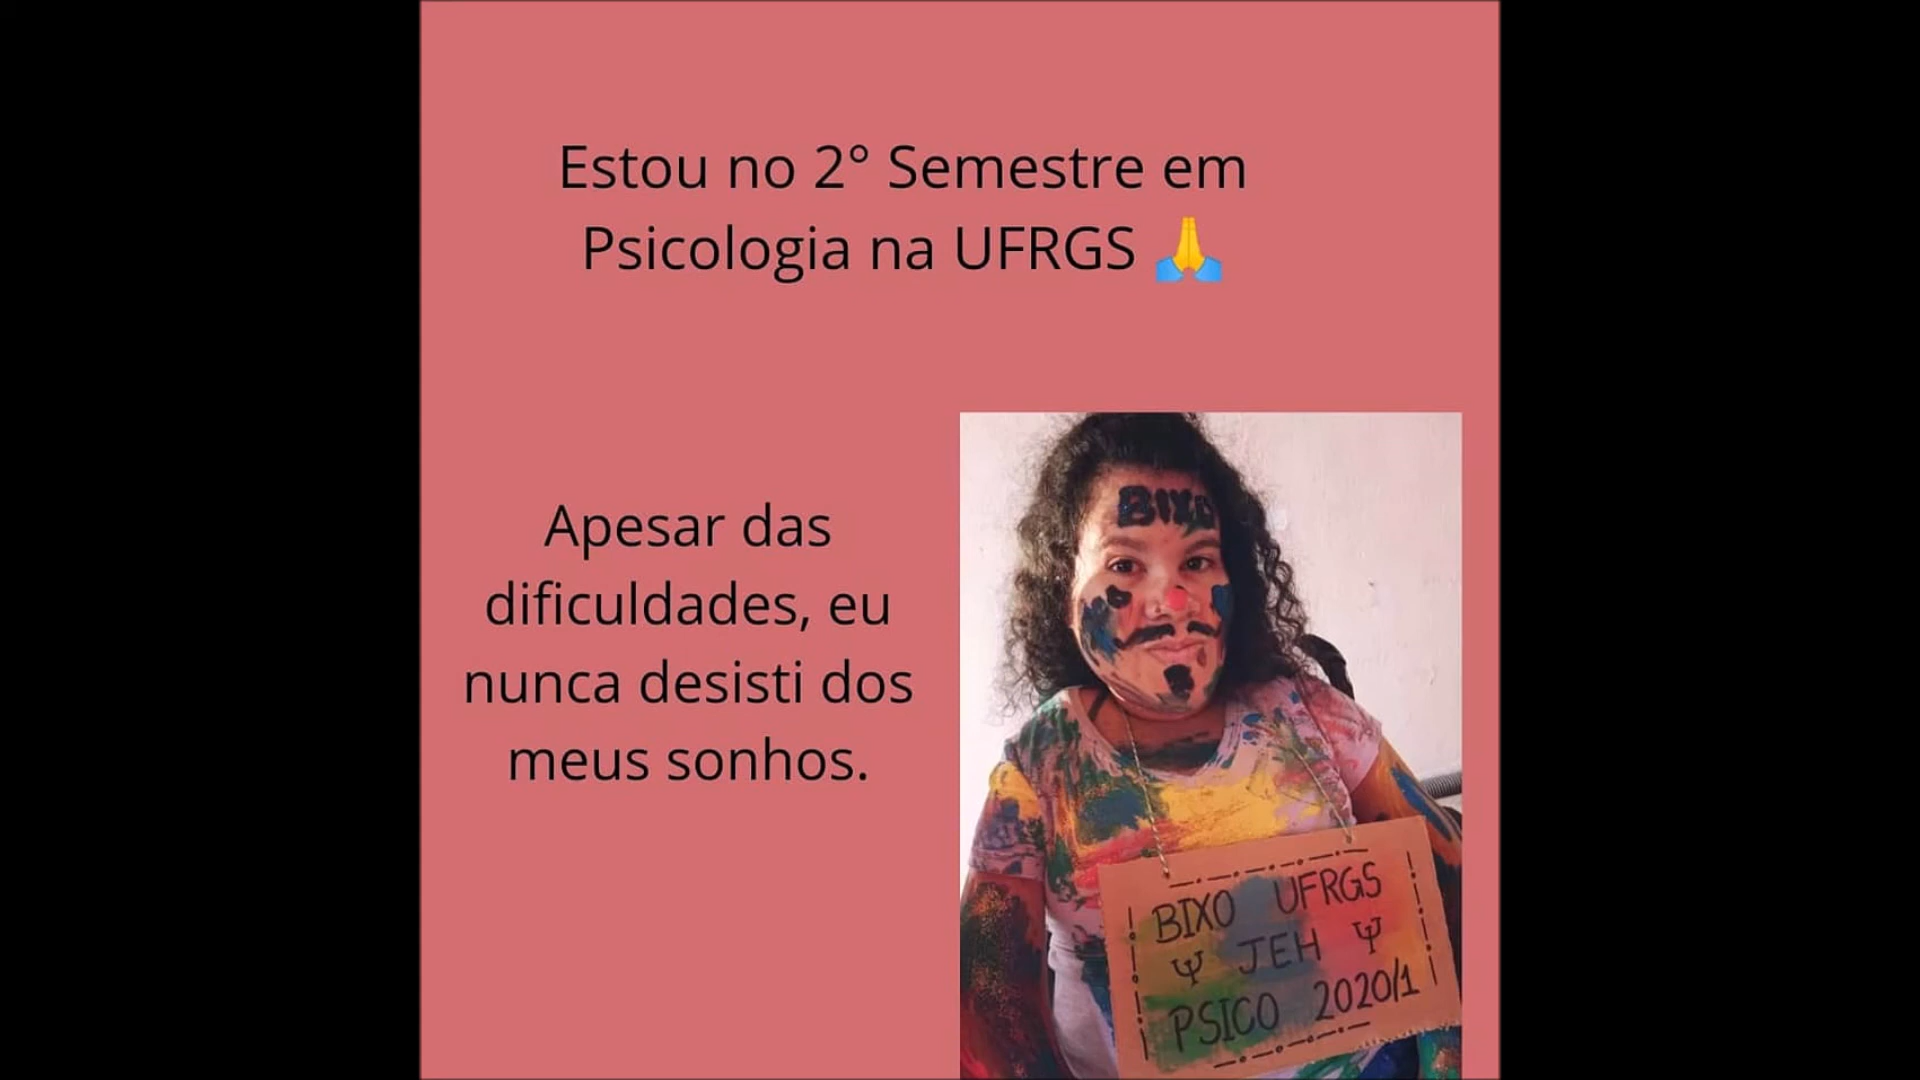 Estou no 2° Semestre em
Psicologia na UFRGS 🙏
Apesar das
dificuldades, eu
nunca desisti dos
meus sonhos.
BIXO
BIXO UFRGS
Ψ JEH Ψ
PSICO 2020/1